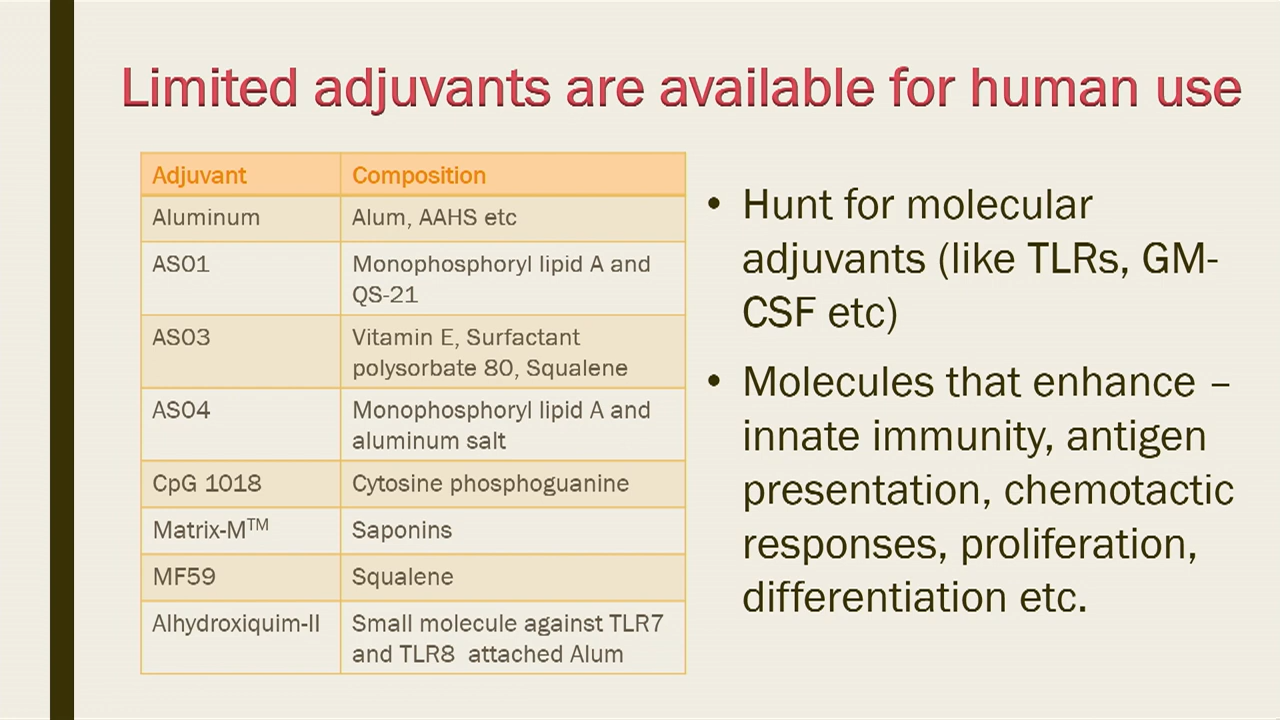 Limited adjuvants are available for human use
Adjuvant Composition
Aluminum Alum, AAHS etc
AS01 Monophosphoryl lipid A and
QS-21
AS03 Vitamin E, Surfactant
polysorbate 80, Squalene
AS04 Monophosphoryl lipid A and
aluminum salt
CpG 1018 Cytosine phosphoguanine
Matrix-M™ Saponins
MF59 Squalene
Alhydroxiquim-II Small molecule against TLR7
and TLR8 attached Alum
• Hunt for molecular
adjuvants (like TLRs, GM-
CSF etc)
• Molecules that enhance –
innate immunity, antigen
presentation, chemotactic
responses, proliferation,
differentiation etc.